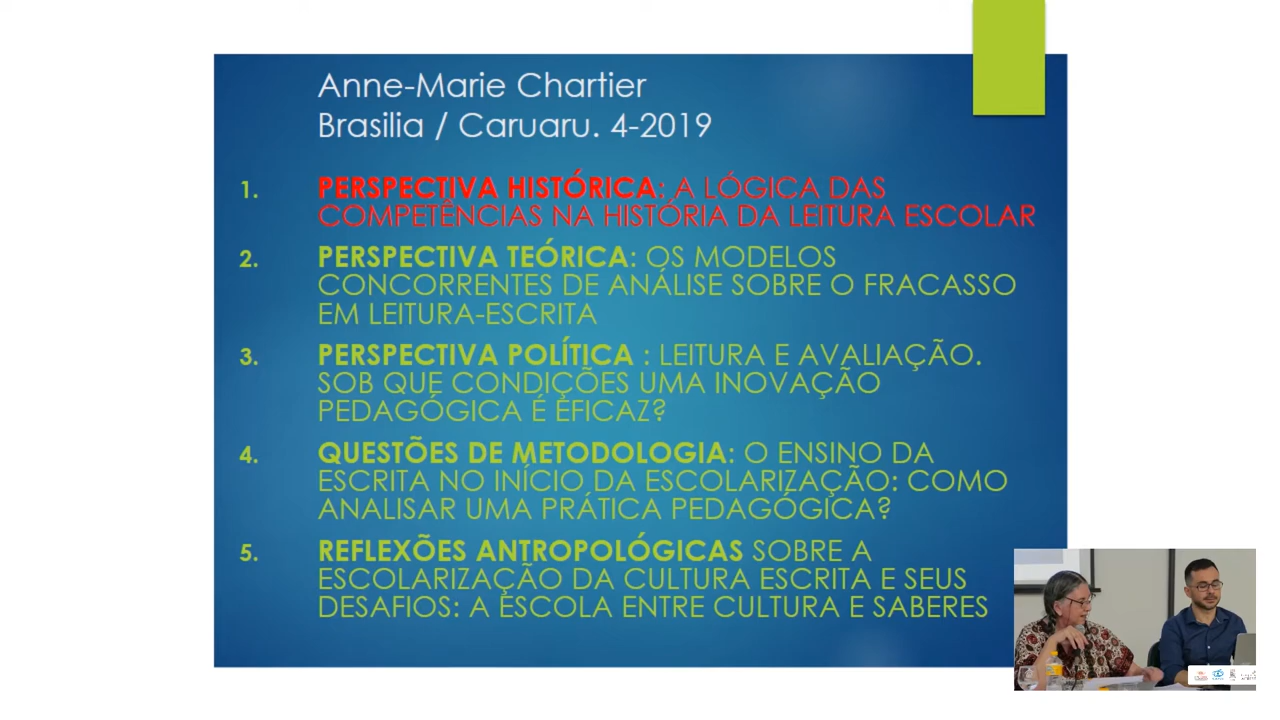 Anne-Marie Chartier
Brasilia / Caruaru. 4-2019
1. PERSPECTIVA HISTÓRICA: A LÓGICA DAS
COMPETÊNCIAS NA HISTÓRIA DA LEITURA ESCOLAR
2. PERSPECTIVA TEÓRICA: OS MODELOS
CONCORRENTES DE ANÁLISE SOBRE O FRACASSO
EM LEITURA-ESCRITA
3. PERSPECTIVA POLÍTICA : LEITURA E AVALIAÇÃO.
SOB QUE CONDIÇÕES UMA INOVAÇÃO
PEDAGÓGICA É EFICAZ?
4. QUESTÕES DE METODOLOGIA: O ENSINO DA
ESCRITA NO INÍCIO DA ESCOLARIZAÇÃO: COMO
ANALISAR UMA PRÁTICA PEDAGÓGICA?
5. REFLEXÕES ANTROPOLÓGICAS SOBRE A
ESCOLARIZAÇÃO DA CULTURA ESCRITA E SEUS
DESAFIOS: A ESCOLA ENTRE CULTURA E SABERES